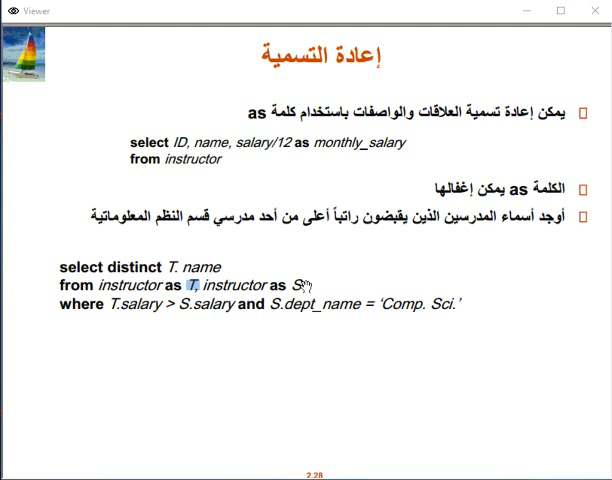 Viewer
إعادة التسمية
يمكن إعادة تسمية العلاقات والواصفات باستخدام كلمة as
select ID, name, salary/12 as monthly_salary
from instructor
الكلمة as يمكن إغفالها
أوجد أسماء المدرسين الذين يقبضون راتباً أعلى من أحد مدرسي قسم النظم المعلوماتية
select distinct T. name
from instructor as T, instructor as S
where T.salary > S.salary and S.dept_name = ‘Comp. Sci.’
2.28